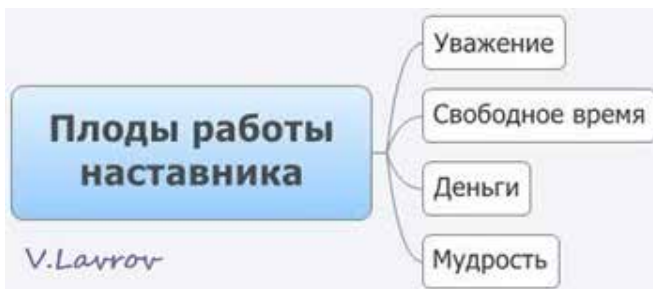 Плоды работы
наставника
Уважение
Свободное время
Деньги
Мудрость
V.Lavrov